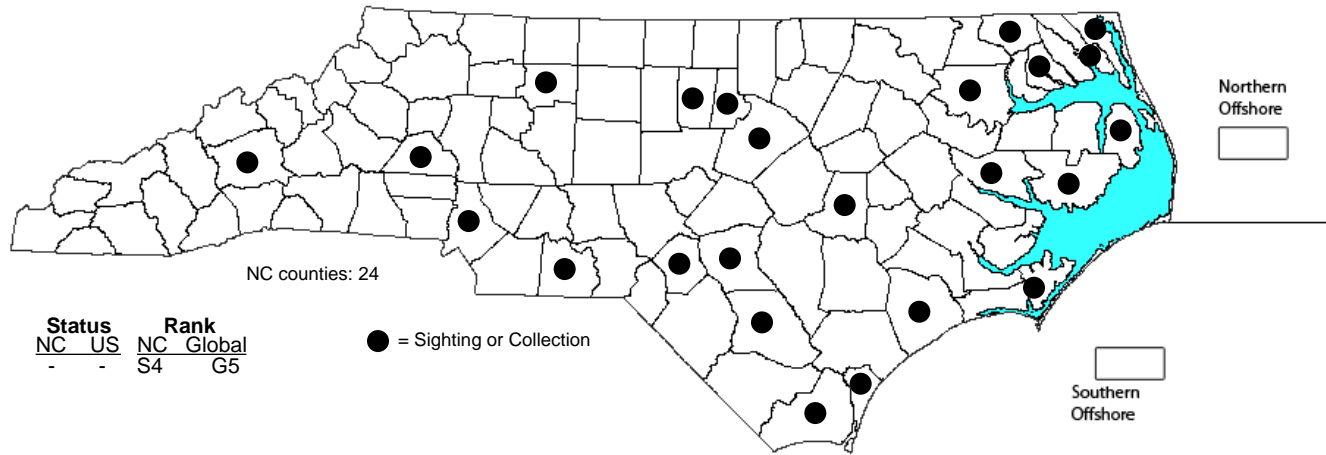 Northern
Offshore
NC counties: 24
Status Rank
NC US NC Global
- - S4 G5
= Sighting or Collection
Southern
Offshore